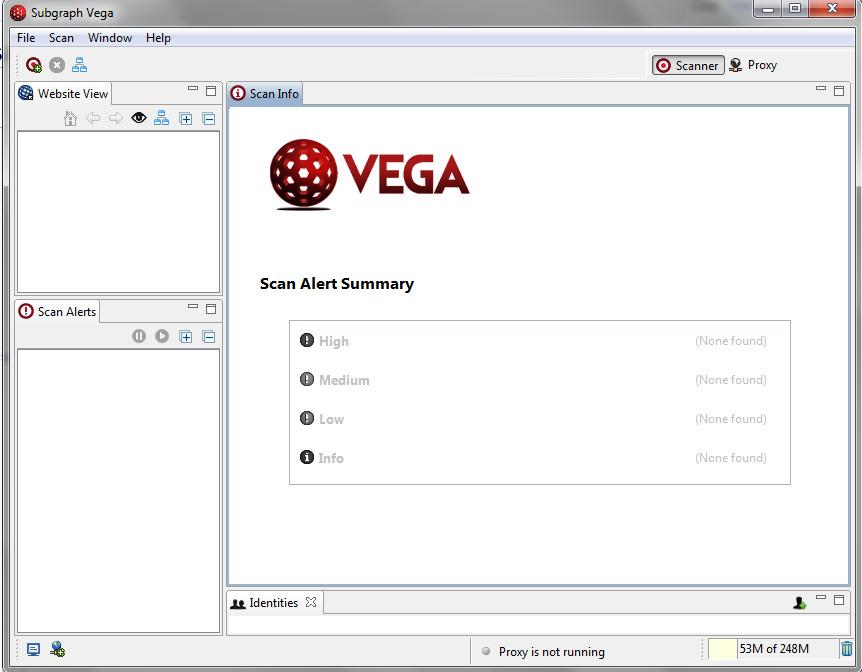 Subgraph Vega
File Scan Window Help
Scanner Proxy
Website View
Scan Info
VEGA
Scan Alert Summary
High (None found)
Medium (None found)
Low (None found)
Info (None found)
Scan Alerts
Identities
Proxy is not running
53M of 248M